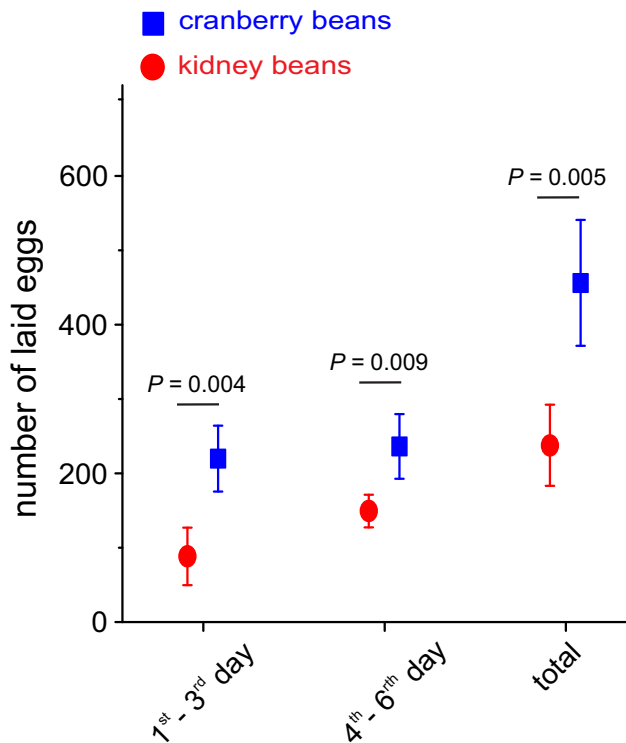 cranberry beans
kidney beans
number of laid eggs
600
400
200
0
P = 0.004
P = 0.009
P = 0.005
1st - 3rd day
4th - 6rth day
total